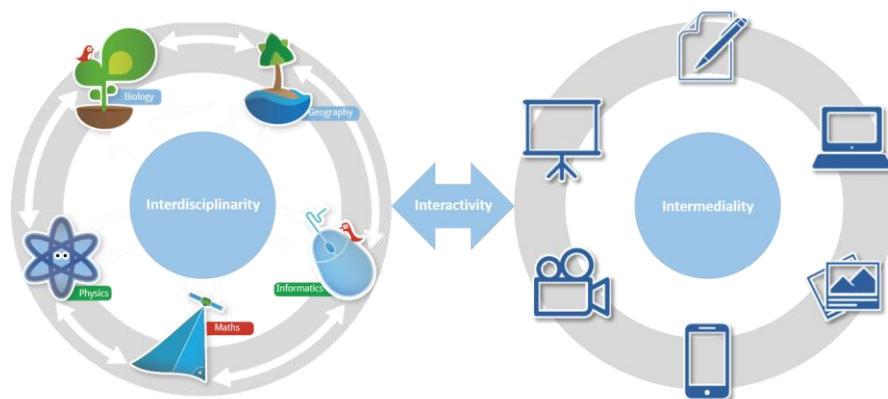 Biology
Geography
Interdisciplinarity
Interactivity
Intermediality
Physics
Informatics
Maths